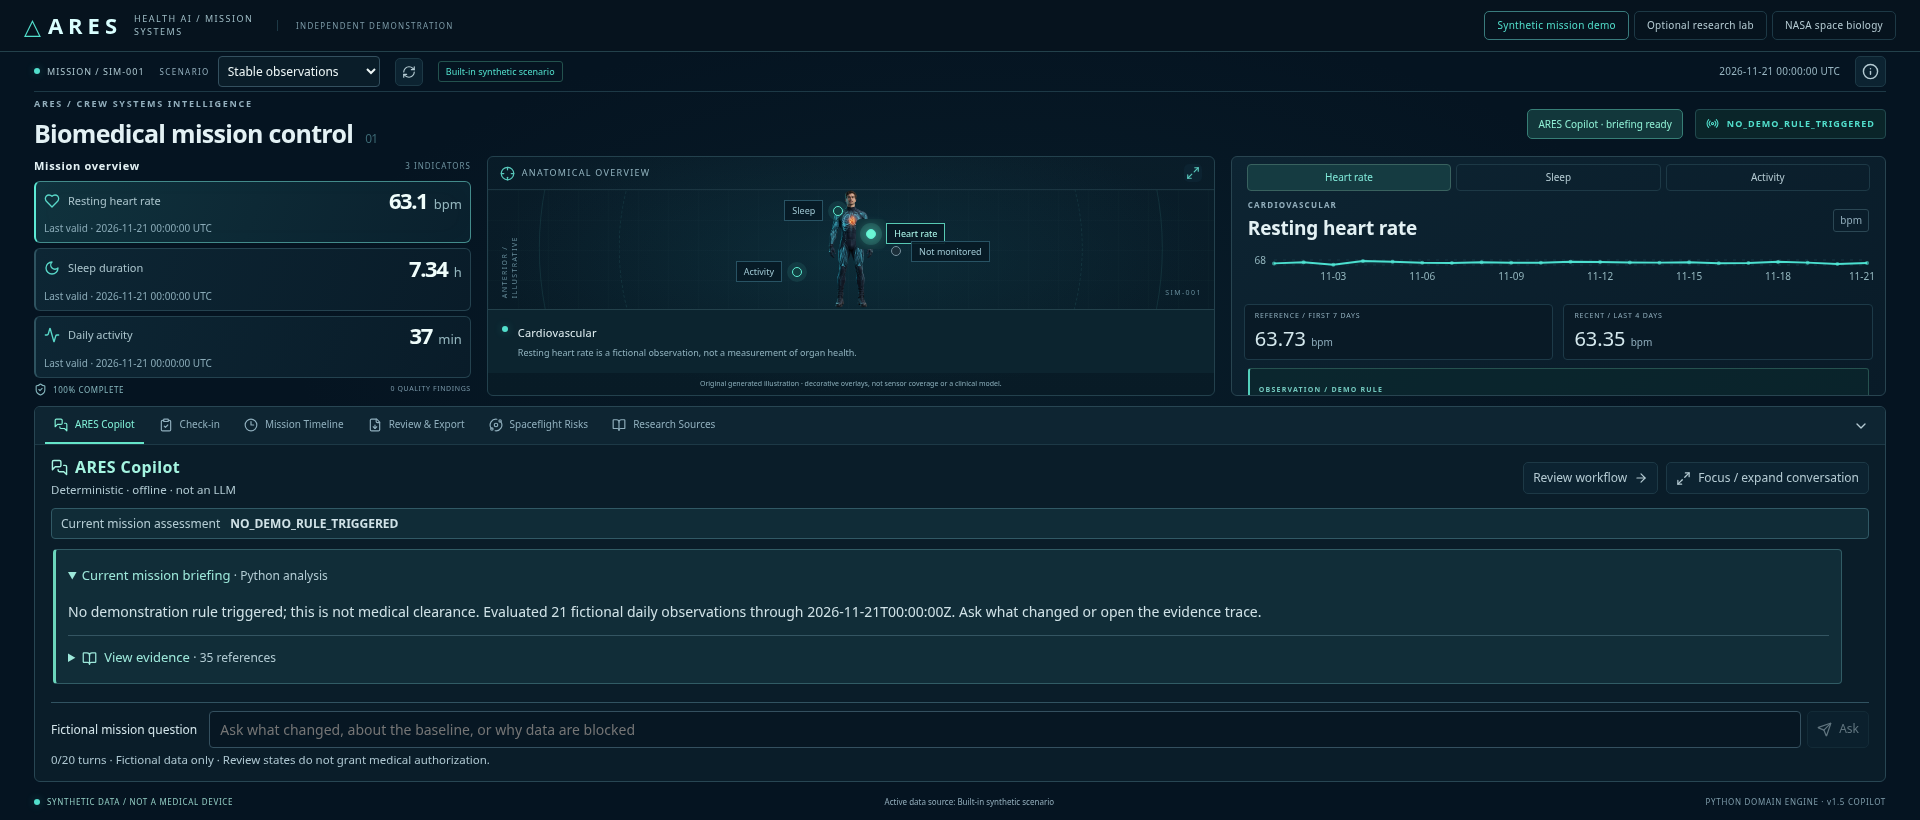 ARES
HEALTH AI / MISSION
SYSTEMS
INDEPENDENT DEMONSTRATION
Synthetic mission demo
Optional research lab
NASA space biology
MISSION / SIM-001
SCENARIO
Stable observations
Built-in synthetic scenario
2026-11-21 00:00:00 UTC
ARES / CREW SYSTEMS INTELLIGENCE
Biomedical mission control 01
ARES Copilot · briefing ready
NO_DEMO_RULE_TRIGGERED
Mission overview
3 INDICATORS
Resting heart rate
63.1 bpm
Last valid · 2026-11-21 00:00:00 UTC
Sleep duration
7.34 h
Last valid · 2026-11-21 00:00:00 UTC
Daily activity
37 min
Last valid · 2026-11-21 00:00:00 UTC
100% COMPLETE
0 QUALITY FINDINGS
ANATOMICAL OVERVIEW
Sleep
Heart rate
Not monitored
Activity
ANTERIOR /
ILLUSTRATIVE
SIM-001
Cardiovascular
Resting heart rate is a fictional observation, not a measurement of organ health.
Original generated illustration · decorative overlays, not sensor coverage or a clinical model.
Heart rate
Sleep
Activity
CARDIOVASCULAR
Resting heart rate
bpm
68
11-03 11-06 11-09 11-12 11-15 11-18 11-21
REFERENCE / FIRST 7 DAYS
63.73 bpm
RECENT / LAST 4 DAYS
63.35 bpm
OBSERVATION / DEMO RULE
ARES Copilot
Check-in
Mission Timeline
Review & Export
Spaceflight Risks
Research Sources
ARES Copilot
Deterministic · offline · not an LLM
Review workflow
Focus / expand conversation
Current mission assessment NO_DEMO_RULE_TRIGGERED
Current mission briefing · Python analysis
No demonstration rule triggered; this is not medical clearance. Evaluated 21 fictional daily observations through 2026-11-21T00:00:00Z. Ask what changed or open the evidence trace.
View evidence · 35 references
Fictional mission question
Ask what changed, about the baseline, or why data are blocked
Ask
0/20 turns · Fictional data only · Review states do not grant medical authorization.
SYNTHETIC DATA / NOT A MEDICAL DEVICE
Active data source: Built-in synthetic scenario
PYTHON DOMAIN ENGINE · v1.5 COPILOT